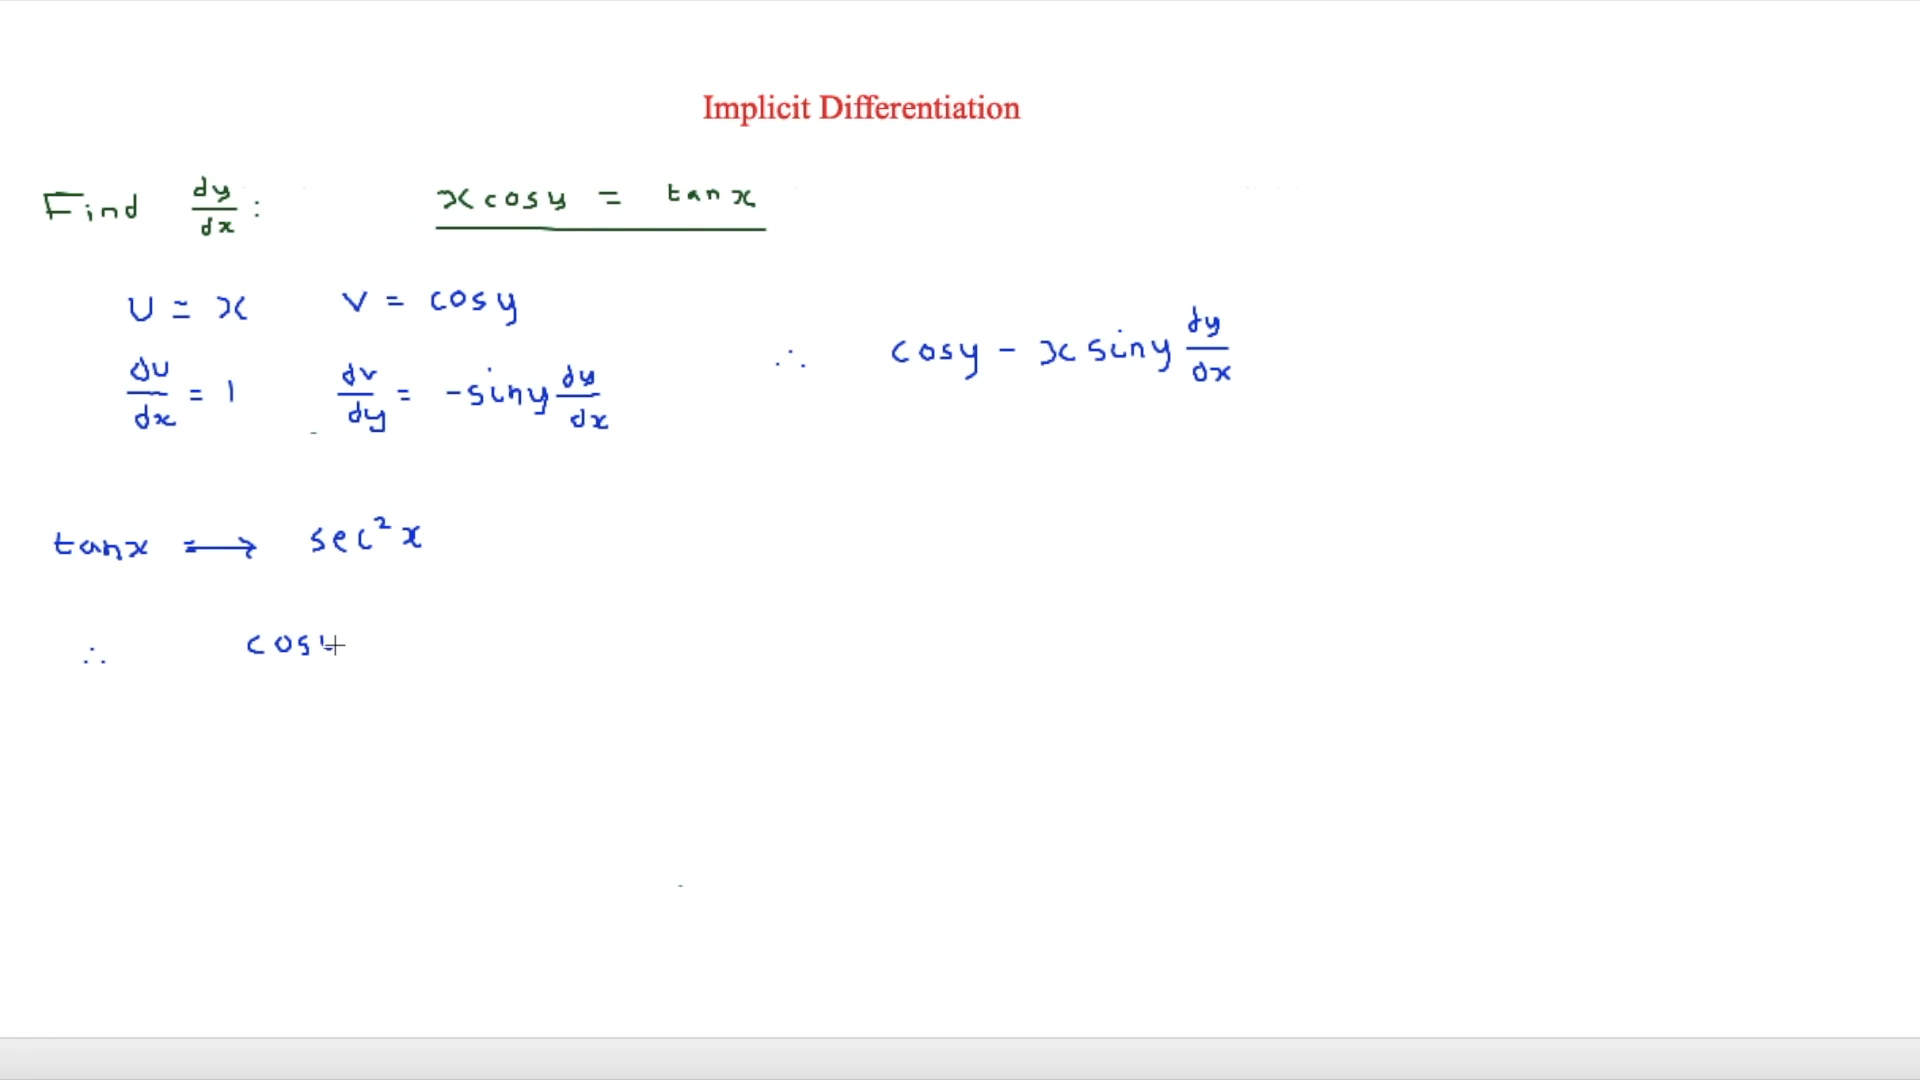 Implicit Differentiation
Find dy/dx : x cos y = tan x
U = x V = cos y
du/dx = 1 dv/dy = -sin y dy/dx
∴ cos y - x sin y dy/dx
tan x ⟹ sec² x
∴ cos y